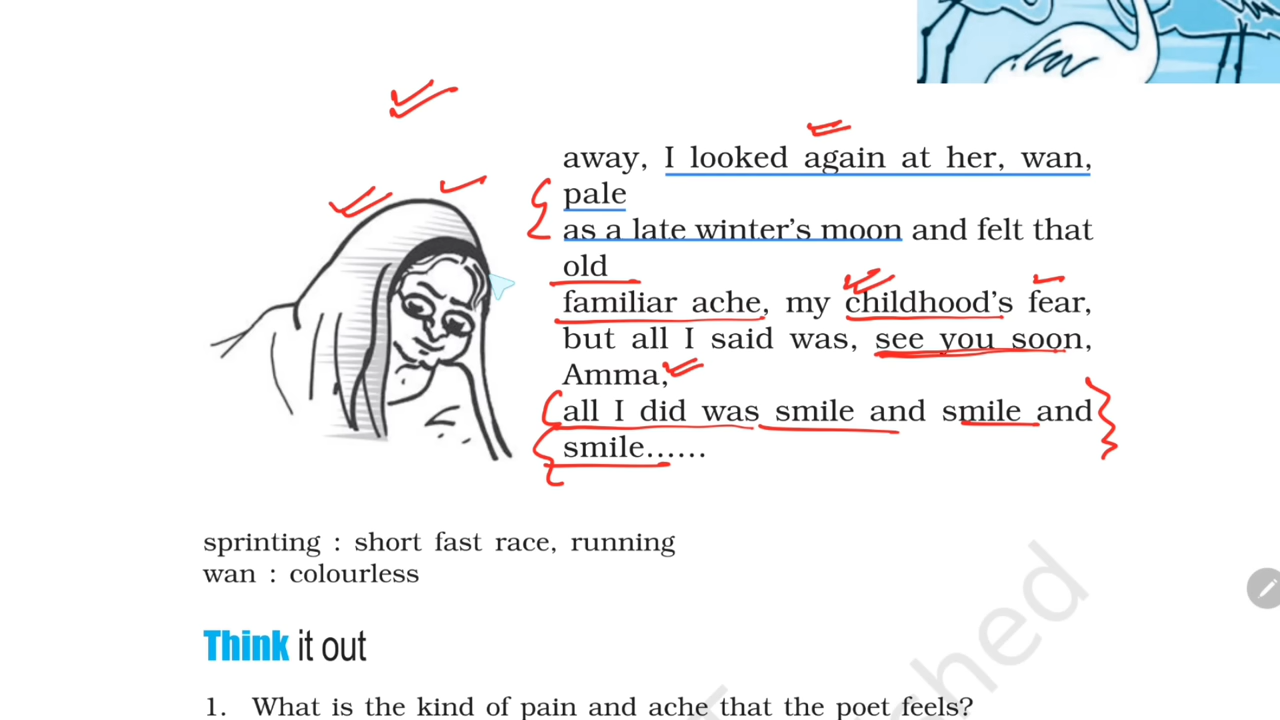 away, I looked again at her, wan,
pale
as a late winter's moon and felt that
old
familiar ache, my childhood's fear,
but all I said was, see you soon,
Amma,
all I did was smile and smile and
smile......
sprinting : short fast race, running
wan : colourless
Think it out
1. What is the kind of pain and ache that the poet feels?